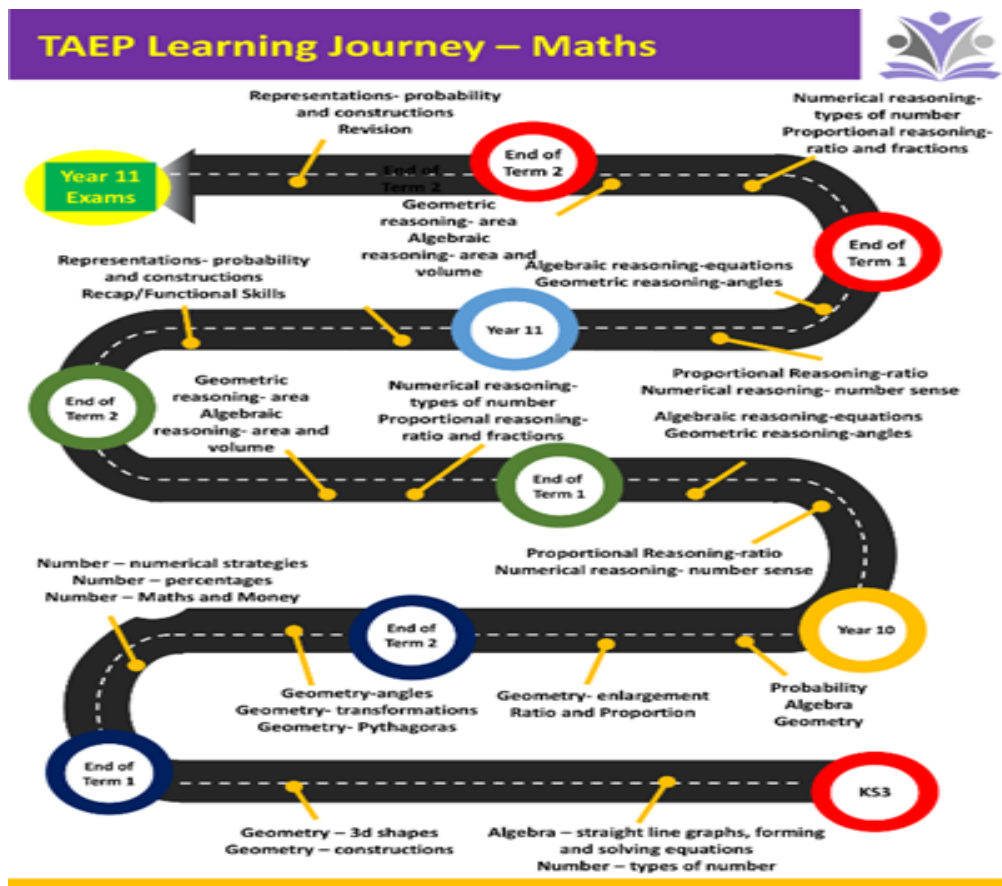 TAEP Learning Journey – Maths
Representations- probability
and constructions
Revision
Numerical reasoning-
types of number
Proportional reasoning-
ratio and fractions
Year 11
Exams
End of
Term 2
End of
Term 2
Geometric
reasoning- area
Algebraic
reasoning- area and
volume
End of
Term 1
Algebraic reasoning-equations
Geometric reasoning-angles
Representations- probability
and constructions
Recap/Functional Skills
Year 11
Proportional Reasoning-ratio
Numerical reasoning- number sense
End of
Term 2
Geometric
reasoning- area
Algebraic
reasoning- area and
volume
Numerical reasoning-
types of number
Proportional reasoning-
ratio and fractions
Algebraic reasoning-equations
Geometric reasoning-angles
End of
Term 1
Proportional Reasoning-ratio
Numerical reasoning- number sense
Number – numerical strategies
Number – percentages
Number – Maths and Money
End of
Term 2
Year 10
Geometry-angles
Geometry- transformations
Geometry- Pythagoras
Geometry- enlargement
Ratio and Proportion
Probability
Algebra
Geometry
End of
Term 1
KS3
Geometry – 3d shapes
Geometry – constructions
Algebra – straight line graphs, forming
and solving equations
Number – types of number